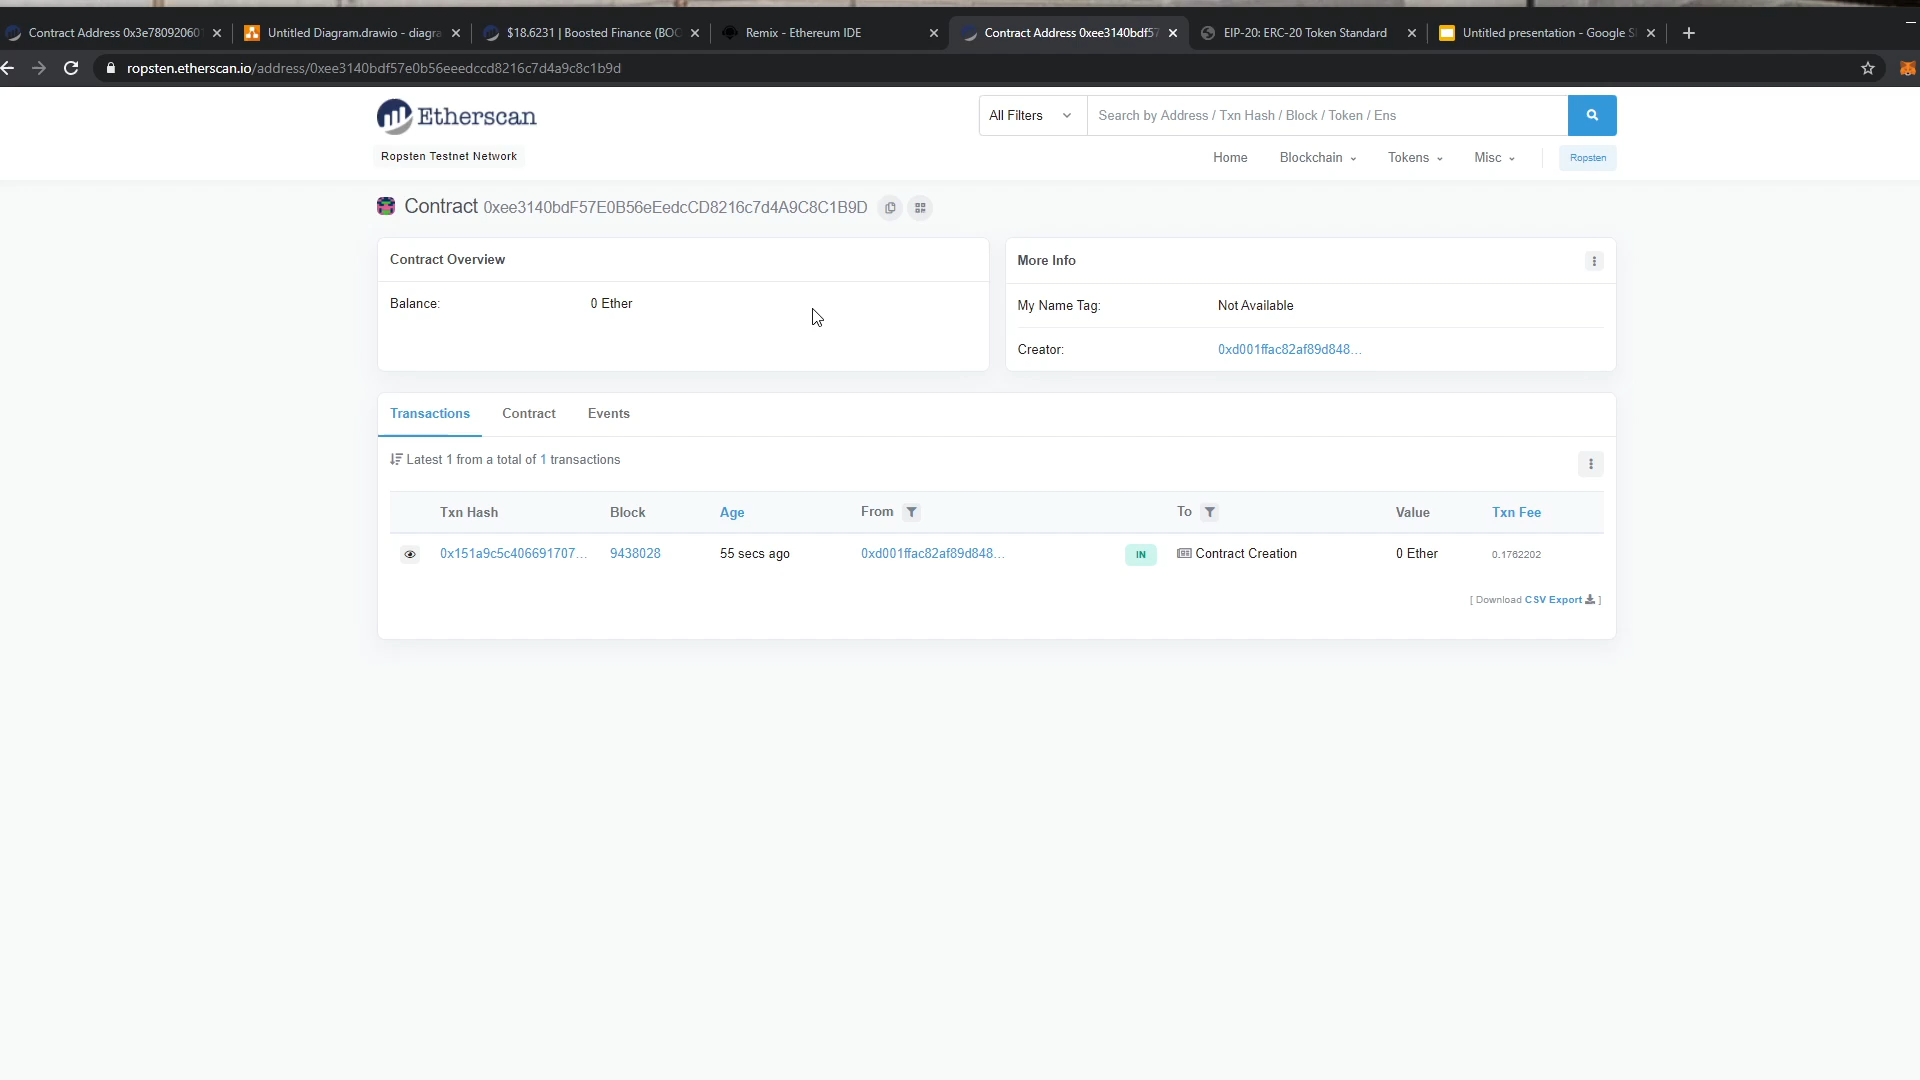 Contract Address 0x3e78092060
Untitled Diagram.drawio - diagra
$18.6231 | Boosted Finance (BOO
Remix - Ethereum IDE
Contract Address 0xee3140bdf57
EIP-20: ERC-20 Token Standard
Untitled presentation - Google Sl
ropsten.etherscan.io/address/0xee3140bdf57e0b56eeedccd8216c7d4a9c8c1b9d
Etherscan
All Filters
Search by Address / Txn Hash / Block / Token / Ens
Ropsten Testnet Network
Home Blockchain Tokens Misc Ropsten
Contract 0xee3140bdF57E0B56eEedcCD8216c7d4A9C8C1B9D
Contract Overview
Balance: 0 Ether
More Info
My Name Tag: Not Available
Creator: 0xd001ffac82af89d848...
Transactions Contract Events
Latest 1 from a total of 1 transactions
Txn Hash Block Age From To Value Txn Fee
0x151a9c5c406691707... 9438028 55 secs ago 0xd001ffac82af89d848... IN Contract Creation 0 Ether 0.1762202
[ Download CSV Export ]